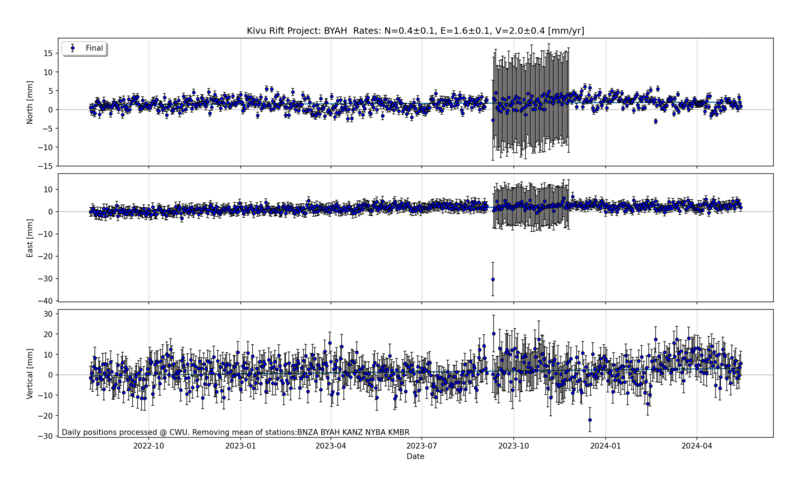 Kivu Rift Project: BYAH  Rates: N=0.4±0.1, E=1.6±0.1, V=2.0±0.4 [mm/yr]
Final
North [mm]
15
10
5
0
−5
−10
−15
East [mm]
10
0
−10
−20
−30
−40
Vertical [mm]
30
20
10
0
−10
−20
−30
Daily positions processed @ CWU. Removing mean of stations:BNZA BYAH KANZ NYBA KMBR
2022-10 2023-01 2023-04 2023-07 2023-10 2024-01 2024-04
Date